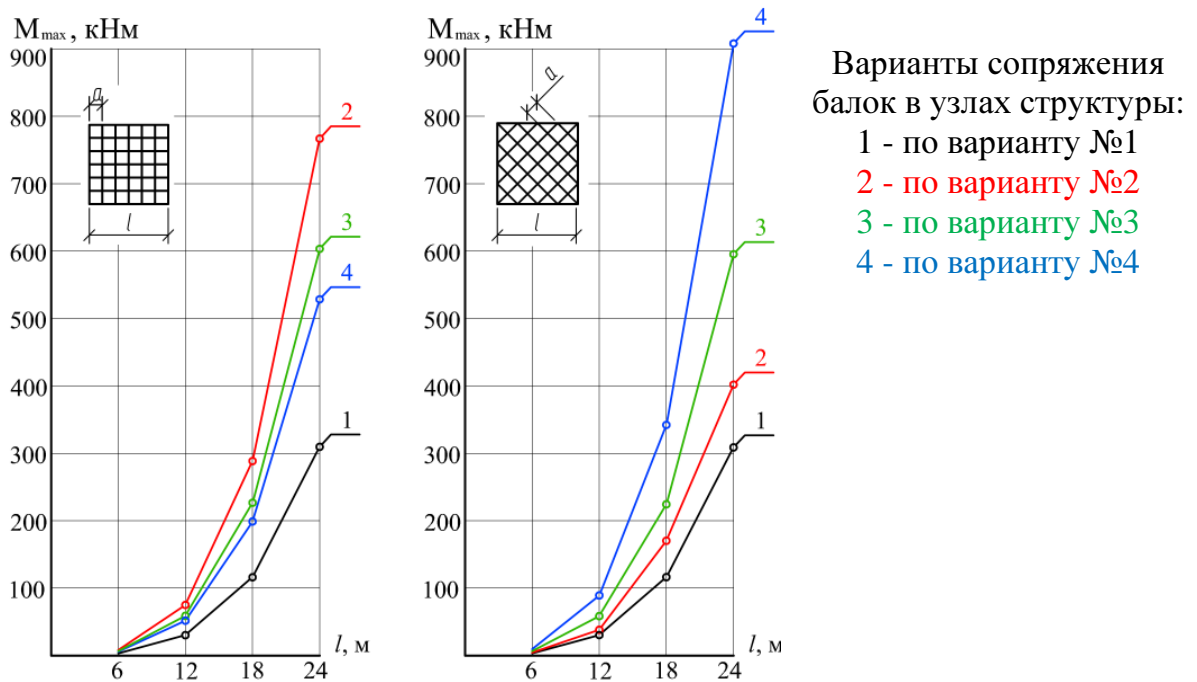 Mmax, кНм
900
800
700
600
500
400
300
200
100
6 12 18 24
l, м
a
l
2
3
4
1
Mmax, кНм
900
800
700
600
500
400
300
200
100
6 12 18 24
l, м
a
l
4
3
2
1
Варианты сопряжения
балок в узлах структуры:
1 - по варианту №1
2 - по варианту №2
3 - по варианту №3
4 - по варианту №4